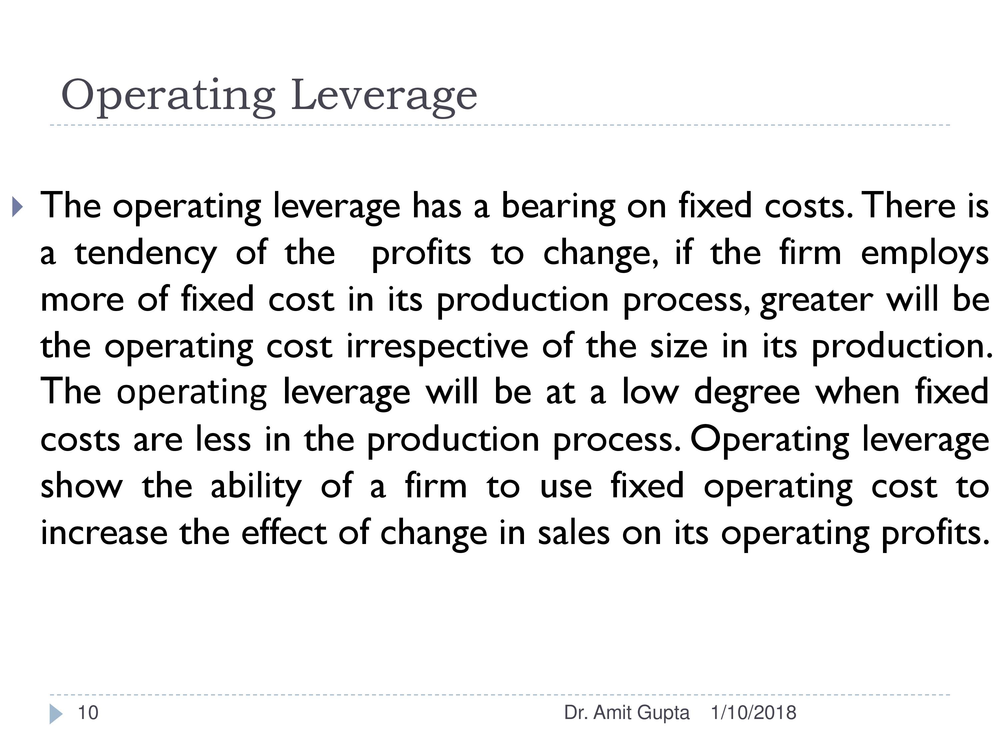 Operating Leverage
The operating leverage has a bearing on fixed costs. There is
a tendency of the profits to change, if the firm employs
more of fixed cost in its production process, greater will be
the operating cost irrespective of the size in its production.
The operating leverage will be at a low degree when fixed
costs are less in the production process. Operating leverage
show the ability of a firm to use fixed operating cost to
increase the effect of change in sales on its operating profits.
10 Dr. Amit Gupta 1/10/2018